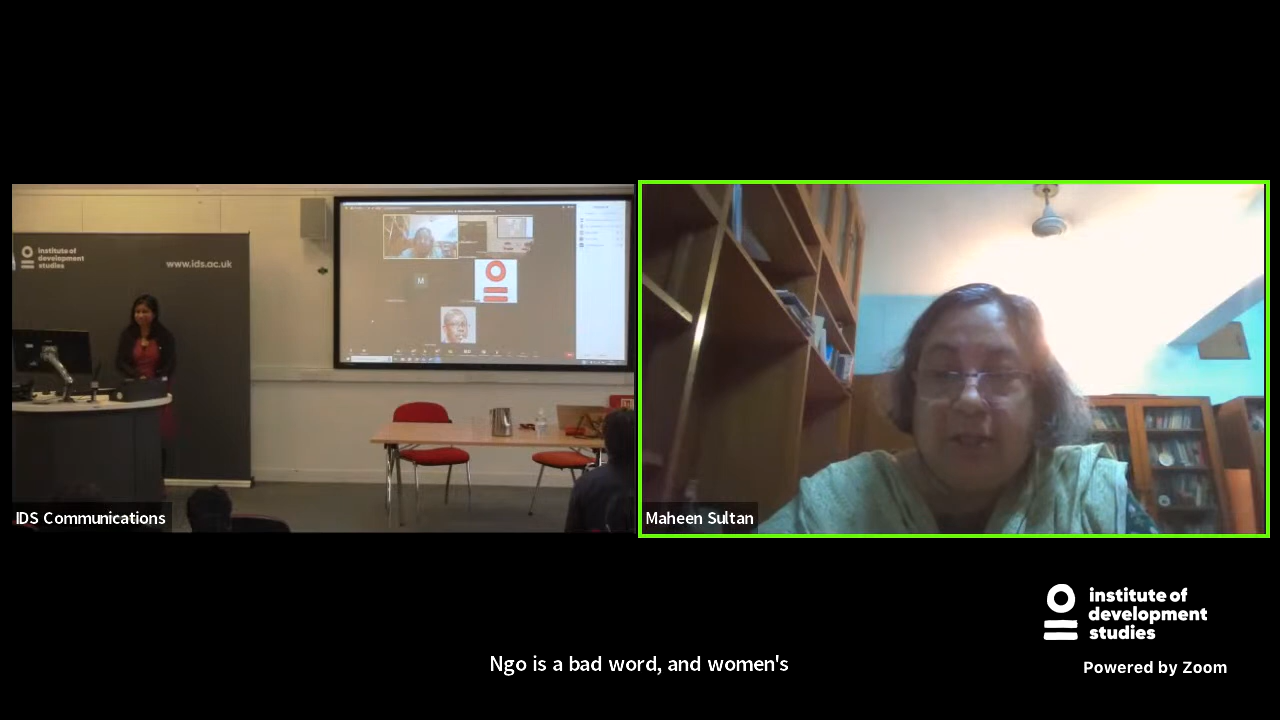 institute of
development
studies
www.ids.ac.uk
M
IDS Communications
Maheen Sultan
institute of
development
studies
Powered by Zoom
Ngo is a bad word, and women's